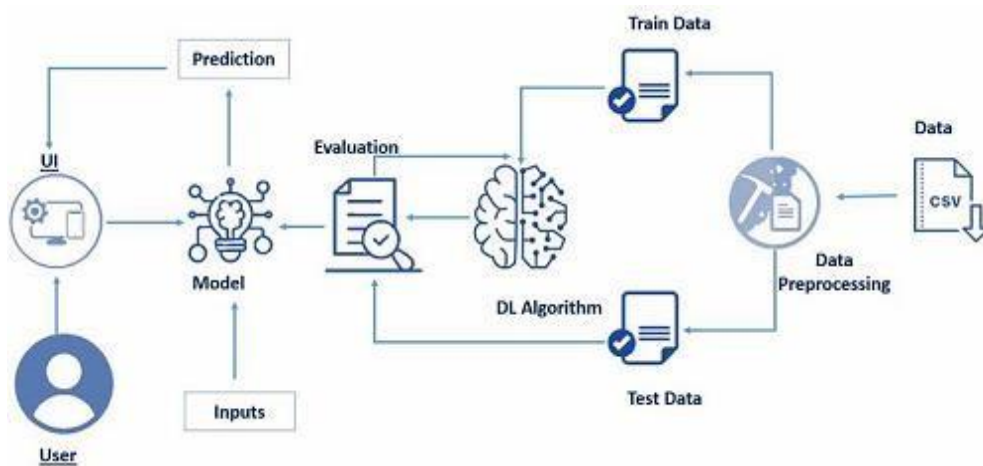 Train Data
Prediction
Data
Evaluation
UI
CSV
Model
DL Algorithm
Data
Preprocessing
Inputs
Test Data
User